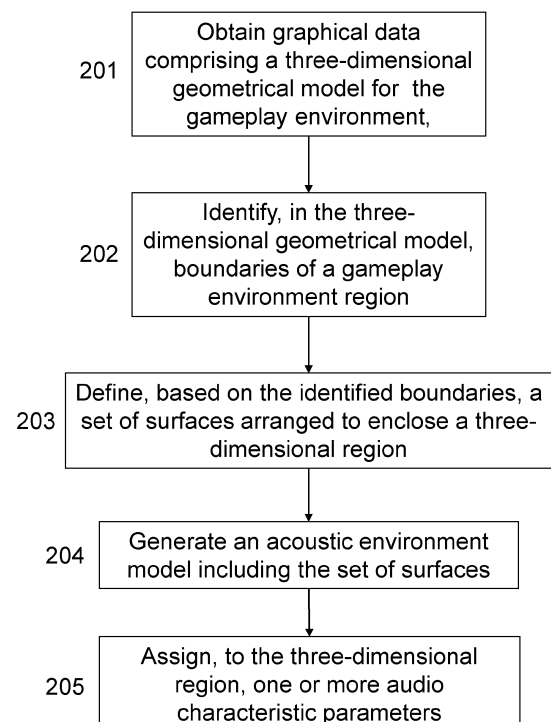 201
Obtain graphical data
comprising a three-dimensional
geometrical model for the
gameplay environment,
202
Identify, in the three-
dimensional geometrical model,
boundaries of a gameplay
environment region
203
Define, based on the identified boundaries, a
set of surfaces arranged to enclose a three-
dimensional region
204
Generate an acoustic environment
model including the set of surfaces
205
Assign, to the three-dimensional
region, one or more audio
characteristic parameters